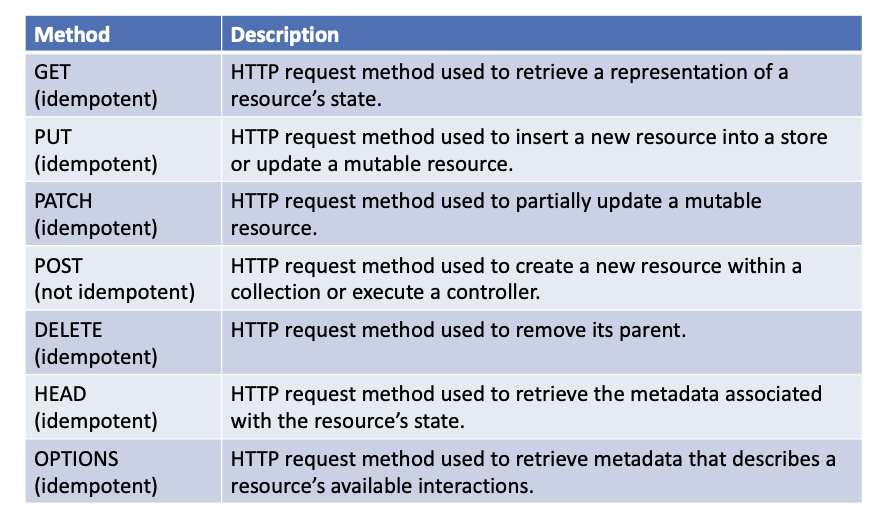 Method Description
GET
(idempotent)
HTTP request method used to retrieve a representation of a
resource’s state.
PUT
(idempotent)
HTTP request method used to insert a new resource into a store
or update a mutable resource.
PATCH
(idempotent)
HTTP request method used to partially update a mutable
resource.
POST
(not idempotent)
HTTP request method used to create a new resource within a
collection or execute a controller.
DELETE
(idempotent)
HTTP request method used to remove its parent.
HEAD
(idempotent)
HTTP request method used to retrieve the metadata associated
with the resource’s state.
OPTIONS
(idempotent)
HTTP request method used to retrieve metadata that describes a
resource’s available interactions.